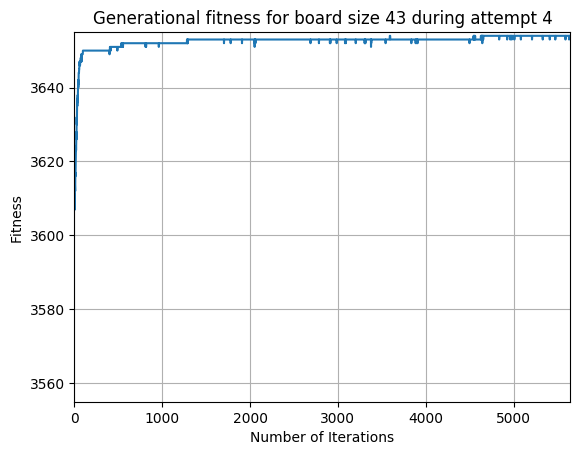 Generational fitness for board size 43 during attempt 4
Fitness
3640
3620
3600
3580
3560
0 1000 2000 3000 4000 5000
Number of Iterations